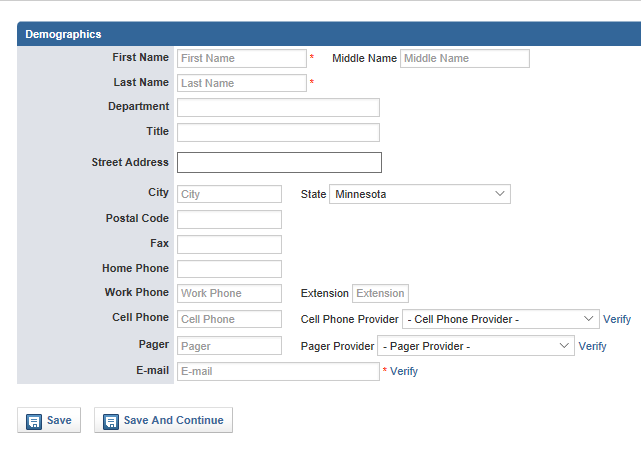 Demographics
First Name First Name * Middle Name Middle Name
Last Name Last Name *
Department
Title
Street Address
City City State Minnesota
Postal Code
Fax
Home Phone
Work Phone Work Phone Extension Extension
Cell Phone Cell Phone Cell Phone Provider - Cell Phone Provider - Verify
Pager Pager Pager Provider - Pager Provider - Verify
E-mail E-mail * Verify
Save Save And Continue